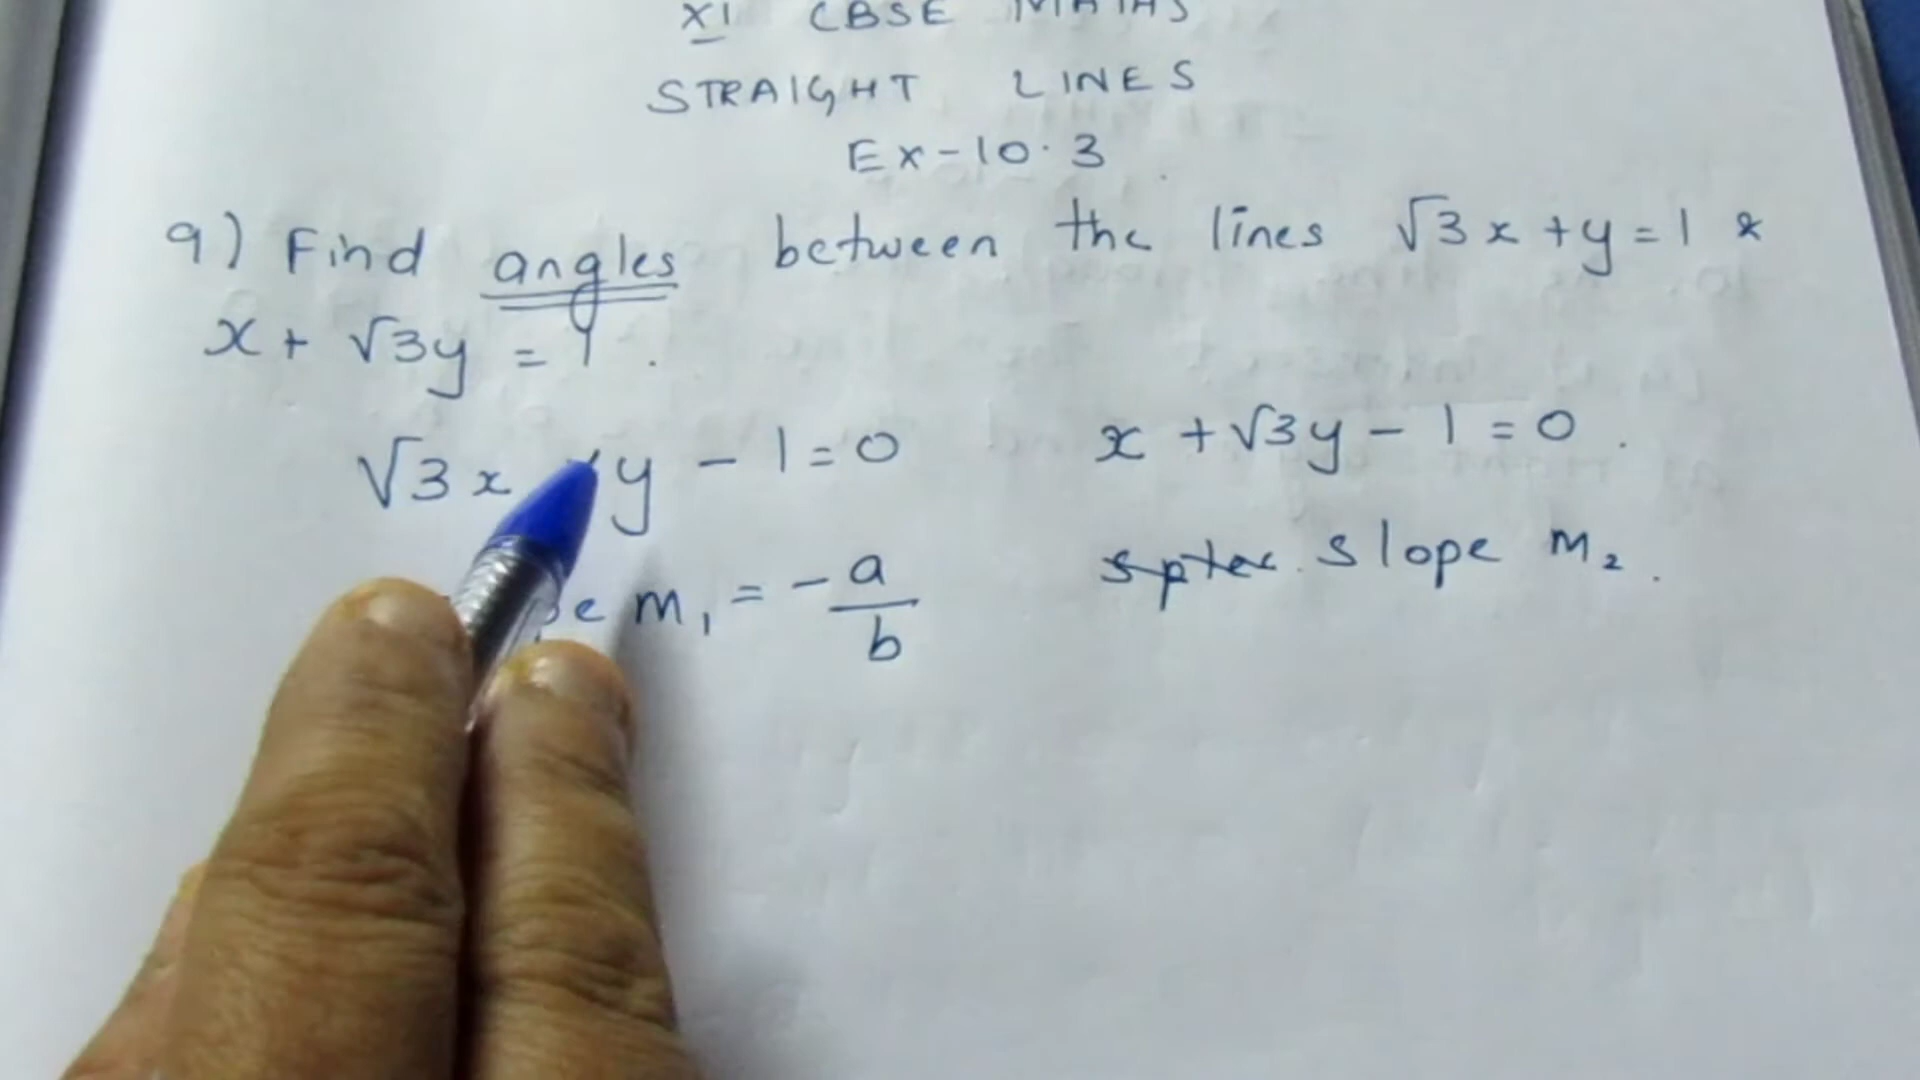 XI CBSE MATHS
STRAIGHT LINES
Ex-10.3
9) Find angles between the lines √3x + y = 1 &
x + √3y = 1.
√3x y - 1 = 0
x + √3y - 1 = 0.
m₁ = -a/b
slope m₂.